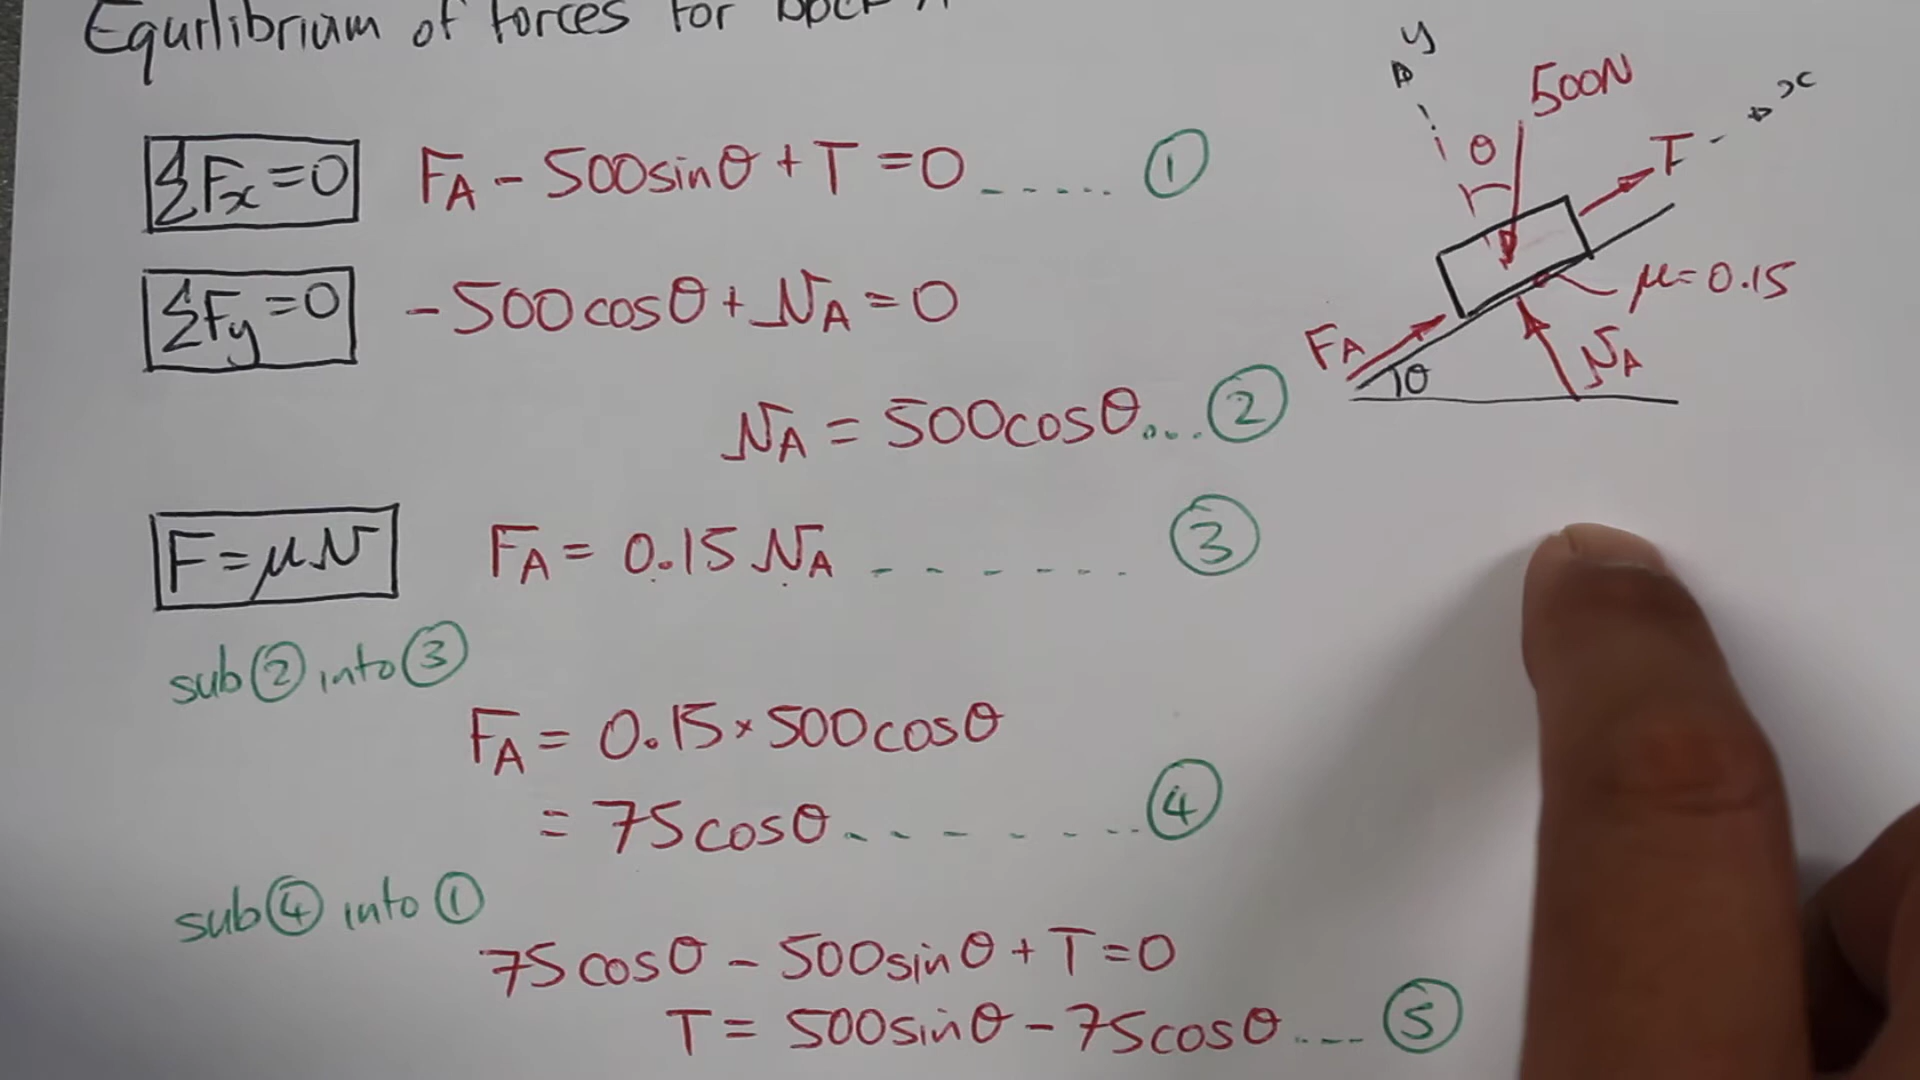 Equilibrium of forces for
ΣFx=0 FA - 500sinθ + T = 0 ..... ①
ΣFy=0 -500cosθ + NA = 0
NA = 500cosθ ... ②
F=μN FA = 0.15 NA ....... ③
sub ② into ③
FA = 0.15 × 500cosθ
= 75cosθ ........ ④
sub ④ into ①
75cosθ - 500sinθ + T = 0
T = 500sinθ - 75cosθ .... ⑤
y
500N
x
θ
T
μ=0.15
FA
θ
NA